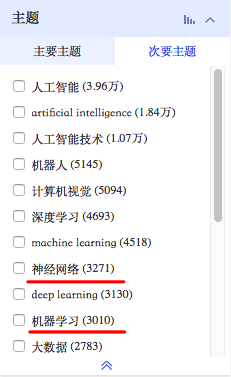 主题
主要主题 次要主题
人工智能 (3.96万)
artificial intelligence (1.84万)
人工智能技术 (1.07万)
机器人 (5145)
计算机视觉 (5094)
深度学习 (4693)
machine learning (4518)
神经网络 (3271)
deep learning (3130)
机器学习 (3010)
大数据 (2783)